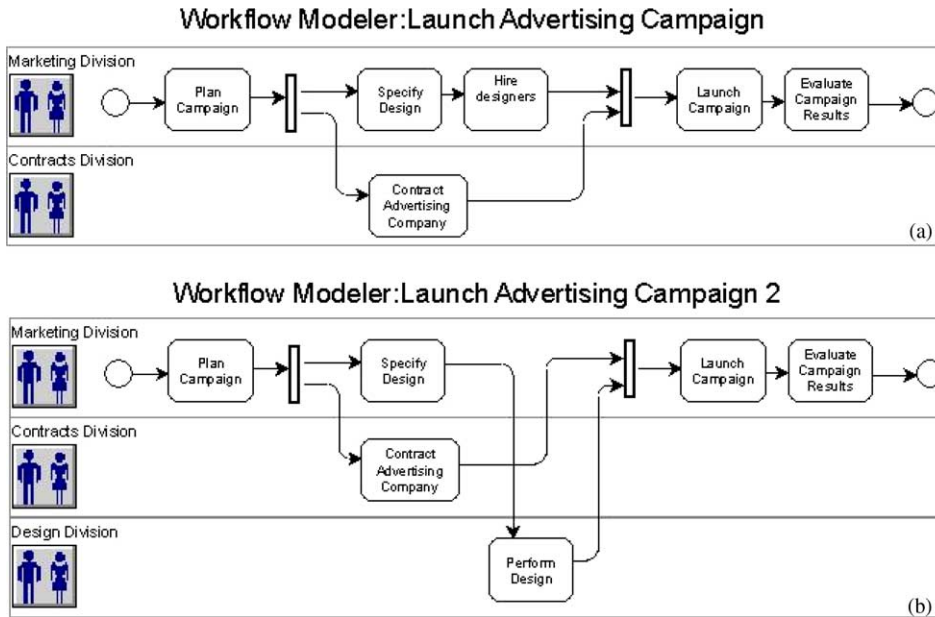 Workflow Modeler:Launch Advertising Campaign
Marketing Division
Plan
Campaign
Specify
Design
Hire
designers
Launch
Campaign
Evaluate
Campaign
Results
Contracts Division
Contract
Advertising
Company
(a)
Workflow Modeler:Launch Advertising Campaign 2
Marketing Division
Plan
Campaign
Specify
Design
Launch
Campaign
Evaluate
Campaign
Results
Contracts Division
Contract
Advertising
Company
Design Division
Perform
Design
(b)